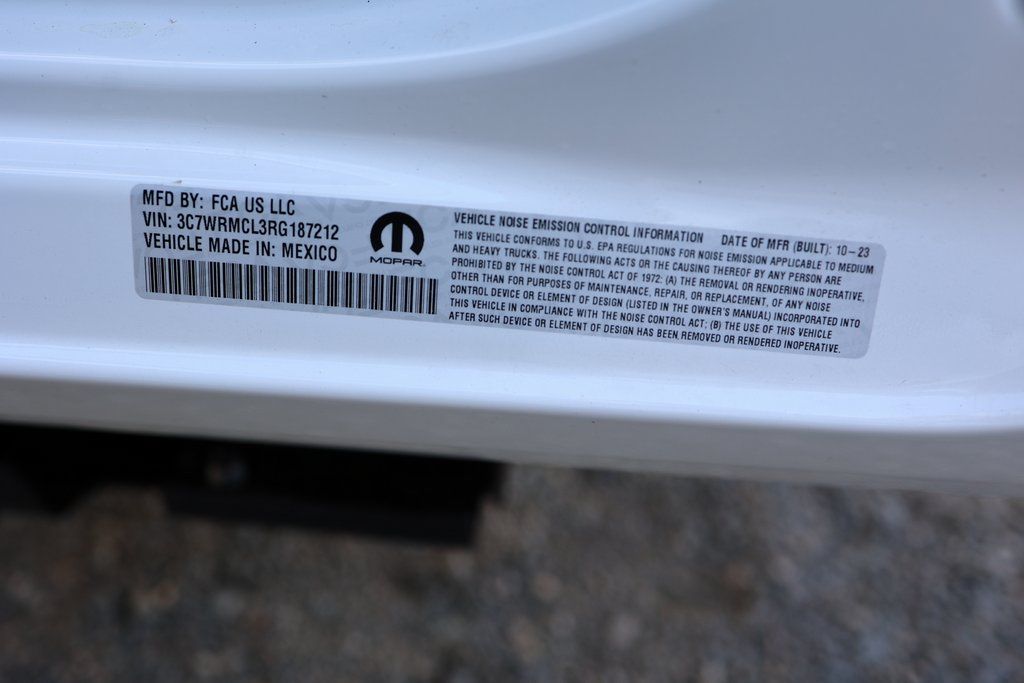 MFD BY: FCA US LLC
VIN: 3C7WRMCL3RG187212
VEHICLE MADE IN: MEXICO
MOPAR
VEHICLE NOISE EMISSION CONTROL INFORMATION DATE OF MFR (BUILT): 10-23
THIS VEHICLE CONFORMS TO U.S. EPA REGULATIONS FOR NOISE EMISSION APPLICABLE TO MEDIUM
AND HEAVY TRUCKS. THE FOLLOWING ACTS OR THE CAUSING THEREOF BY ANY PERSON ARE
PROHIBITED BY THE NOISE CONTROL ACT OF 1972: (A) THE REMOVAL OR RENDERING INOPERATIVE,
OTHER THAN FOR PURPOSES OF MAINTENANCE, REPAIR, OR REPLACEMENT, OF ANY NOISE
CONTROL DEVICE OR ELEMENT OF DESIGN (LISTED IN THE OWNER'S MANUAL) INCORPORATED INTO
THIS VEHICLE IN COMPLIANCE WITH THE NOISE CONTROL ACT; (B) THE USE OF THIS VEHICLE
AFTER SUCH DEVICE OR ELEMENT OF DESIGN HAS BEEN REMOVED OR RENDERED INOPERATIVE.